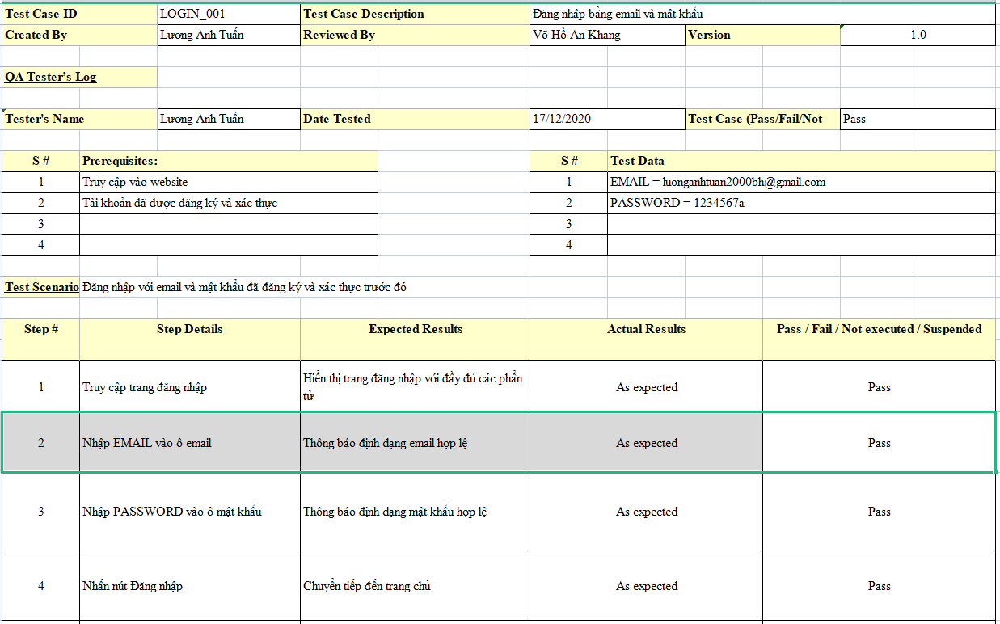 Test Case ID LOGIN_001 Test Case Description Đăng nhập bằng email và mật khẩu
Created By Lương Anh Tuấn Reviewed By Võ Hồ An Khang Version 1.0
QA Tester's Log
Tester's Name Lương Anh Tuấn Date Tested 17/12/2020 Test Case (Pass/Fail/Not Pass
S # Prerequisites: S # Test Data
1 Truy cập vào website 1 EMAIL = luonganhtuan2000bh@gmail.com
2 Tài khoản đã được đăng ký và xác thực 2 PASSWORD = 1234567a
3 3
4 4
Test Scenario Đăng nhập với email và mật khẩu đã đăng ký và xác thực trước đó
Step # Step Details Expected Results Actual Results Pass / Fail / Not executed / Suspended
1 Truy cập trang đăng nhập Hiển thị trang đăng nhập với đầy đủ các phần
tử As expected Pass
2 Nhập EMAIL vào ô email Thông báo định dạng email hợp lệ As expected Pass
3 Nhập PASSWORD vào ô mật khẩu Thông báo định dạng mật khẩu hợp lệ As expected Pass
4 Nhấn nút Đăng nhập Chuyển tiếp đến trang chủ As expected Pass